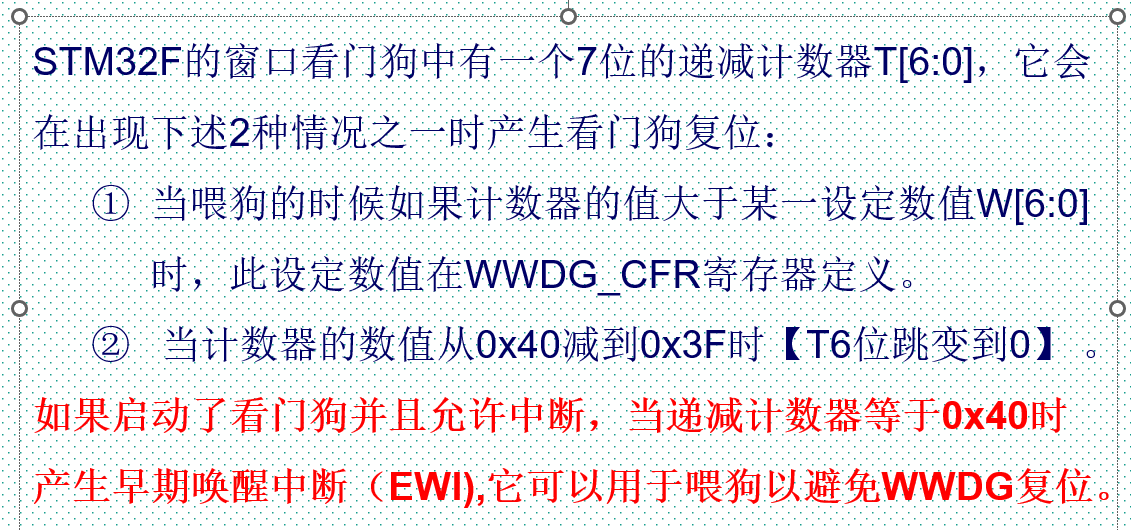 STM32F的窗口看门狗中有一个7位的递减计数器T[6:0]，它会
在出现下述2种情况之一时产生看门狗复位：
① 当喂狗的时候如果计数器的值大于某一设定数值W[6:0]
时，此设定数值在WWDG_CFR寄存器定义。
② 当计数器的数值从0x40减到0x3F时【T6位跳变到0】 。
如果启动了看门狗并且允许中断，当递减计数器等于0x40时
产生早期唤醒中断（EWI),它可以用于喂狗以避免WWDG复位。